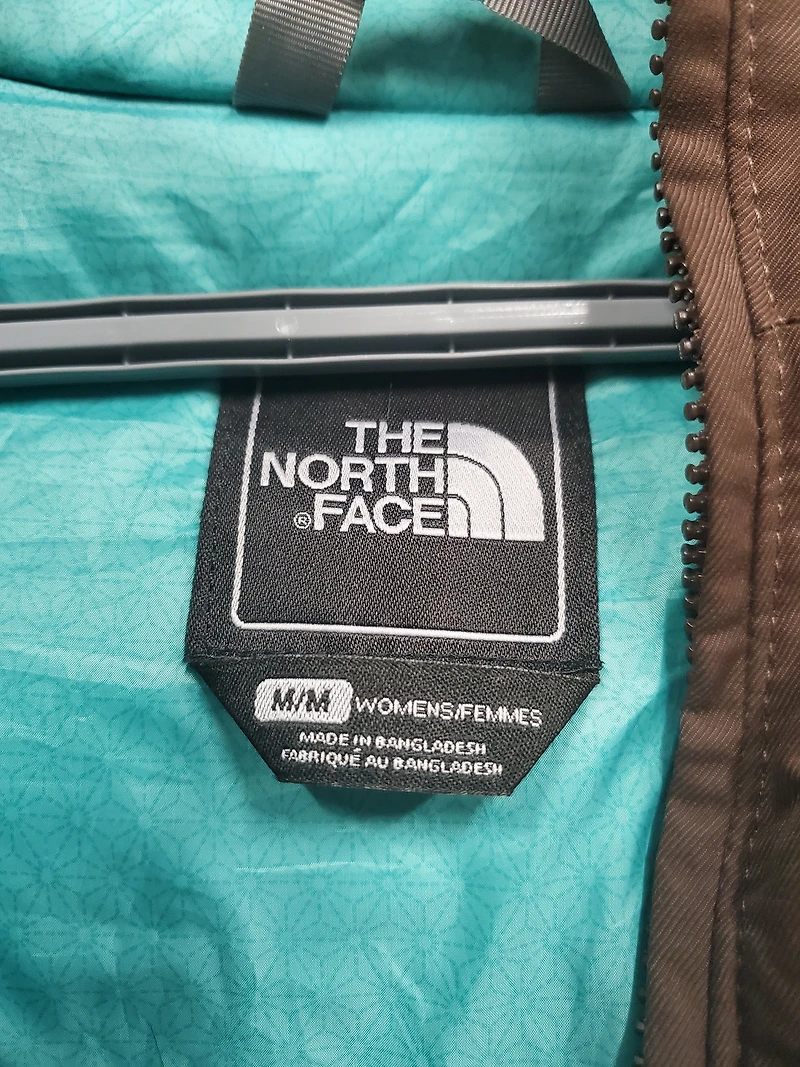 THE
NORTH
®FACE
M/M WOMENS/FEMMES
MADE IN BANGLADESH
FABRIQUÉ AU BANGLADESH